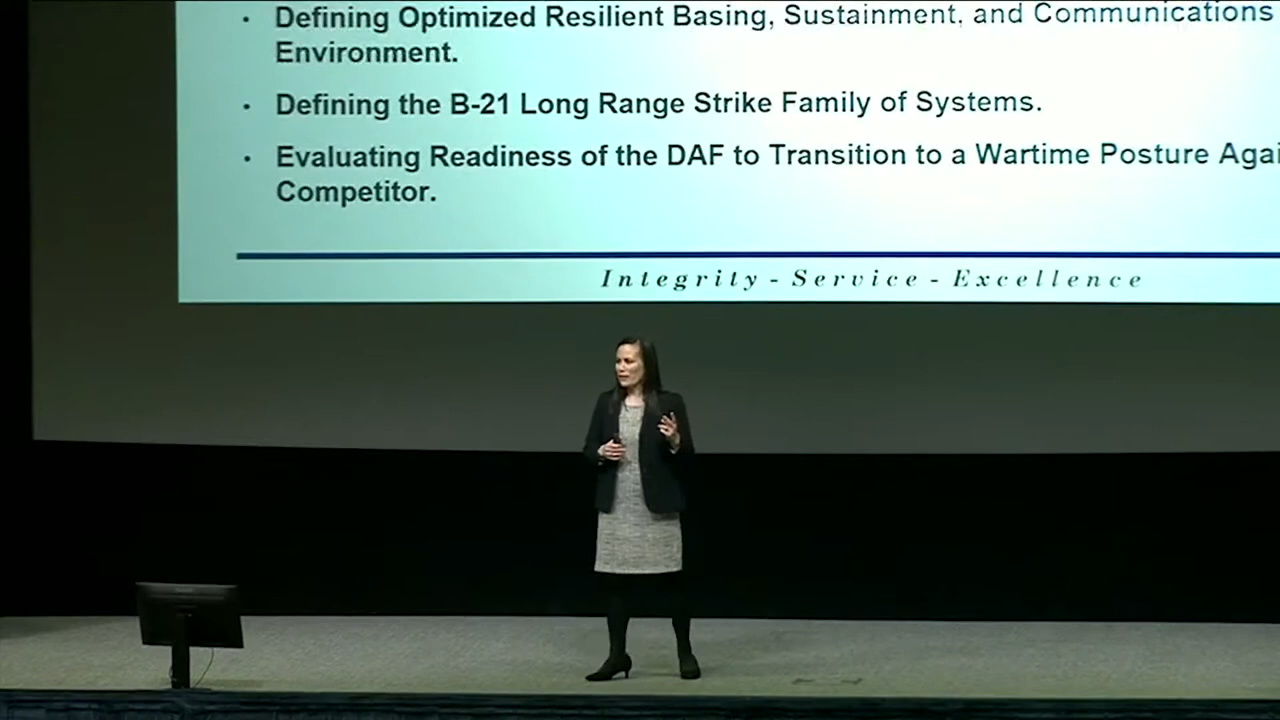 • Defining Optimized Resilient Basing, Sustainment, and Communications
Environment.
• Defining the B-21 Long Range Strike Family of Systems.
• Evaluating Readiness of the DAF to Transition to a Wartime Posture Agai
Competitor.
Integrity - Service - Excellence